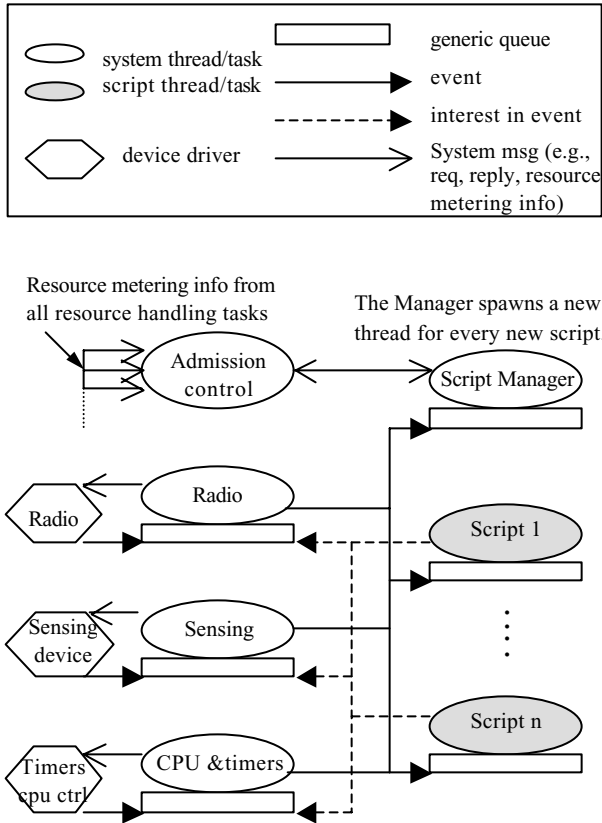 system thread/task
script thread/task
device driver
generic queue
event
interest in event
System msg (e.g.,
req, reply, resource
metering info)
Resource metering info from
all resource handling tasks
The Manager spawns a new
thread for every new script
Admission
control
Script Manager
Radio
Radio
Script 1
Sensing
device
Sensing
Script n
Timers
cpu ctrl
CPU &timers